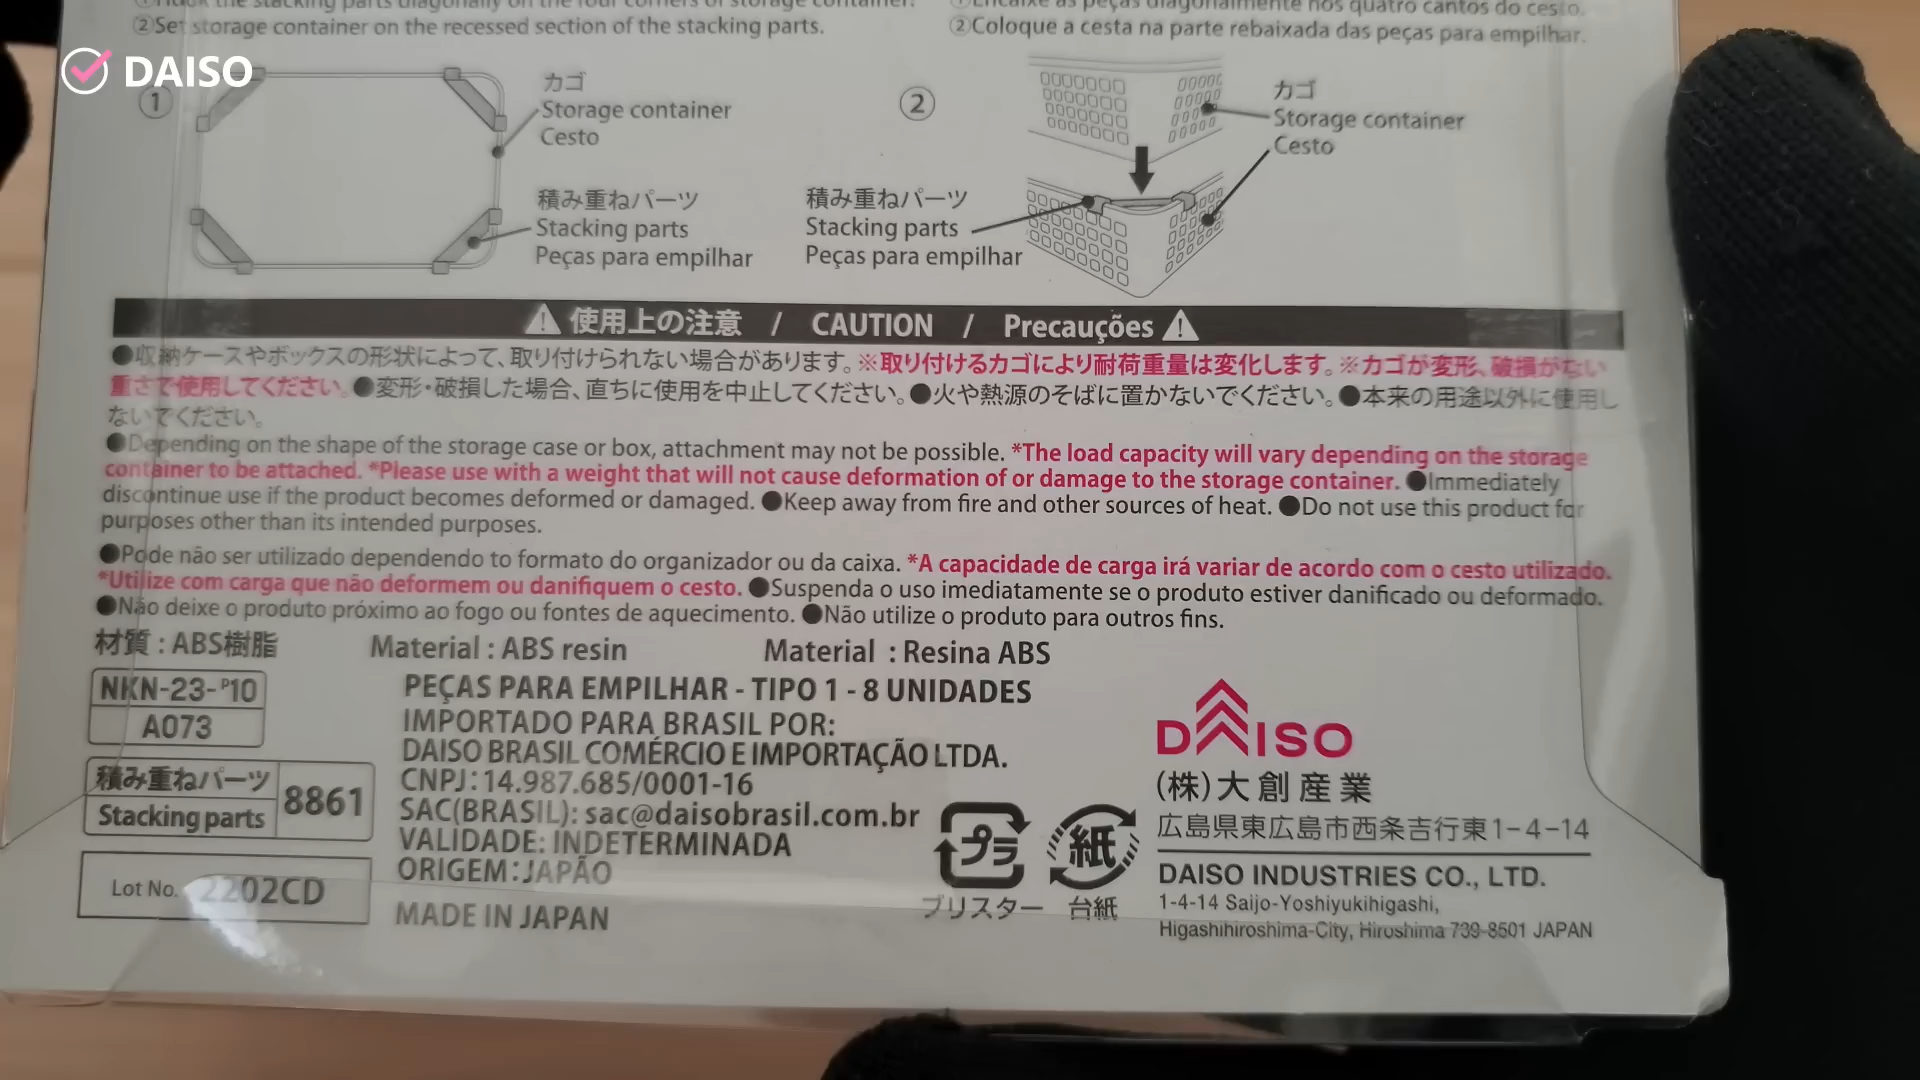 ①Hook the stacking parts diagonally on the four corners of storage container.
②Set storage container on the recessed section of the stacking parts.
①Encaixe as peças diagonalmente nos quatro cantos do cesto.
②Coloque a cesta na parte rebaixada das peças para empilhar.
DAISO
①
カゴ
Storage container
Cesto
積み重ねパーツ
Stacking parts
Peças para empilhar
②
カゴ
Storage container
Cesto
積み重ねパーツ
Stacking parts
Peças para empilhar
使用上の注意 / CAUTION / Precauções
●収納ケースやボックスの形状によって、取り付けられない場合があります。※取り付けるカゴにより耐荷重量は変化します。※カゴが変形、破損がない
重さで使用してください。●変形・破損した場合、直ちに使用を中止してください。●火や熱源のそばに置かないでください。●本来の用途以外に使用し
ないでください。
●Depending on the shape of the storage case or box, attachment may not be possible. *The load capacity will vary depending on the storage
container to be attached. *Please use with a weight that will not cause deformation of or damage to the storage container. ●Immediately
discontinue use if the product becomes deformed or damaged. ●Keep away from fire and other sources of heat. ●Do not use this product for
purposes other than its intended purposes.
●Pode não ser utilizado dependendo to formato do organizador ou da caixa. *A capacidade de carga irá variar de acordo com o cesto utilizado.
*Utilize com carga que não deformem ou danifiquem o cesto. ●Suspenda o uso imediatamente se o produto estiver danificado ou deformado.
●Não deixe o produto próximo ao fogo ou fontes de aquecimento. ●Não utilize o produto para outros fins.
材質 : ABS樹脂 Material : ABS resin Material : Resina ABS
NKN-23-P10
A073
積み重ねパーツ
Stacking parts
8861
Lot No. 2202CD
PEÇAS PARA EMPILHAR - TIPO 1 - 8 UNIDADES
IMPORTADO PARA BRASIL POR:
DAISO BRASIL COMÉRCIO E IMPORTAÇÃO LTDA.
CNPJ:14.987.685/0001-16
SAC(BRASIL): sac@daisobrasil.com.br
VALIDADE: INDETERMINADA
ORIGEM:JAPÃO
MADE IN JAPAN
プラ
ブリスター
紙
台紙
DAISO
(株)大創産業
広島県東広島市西条吉行東1-4-14
DAISO INDUSTRIES CO., LTD.
1-4-14 Saijo-Yoshiyukihigashi,
Higashihiroshima-City, Hiroshima 739-8501 JAPAN